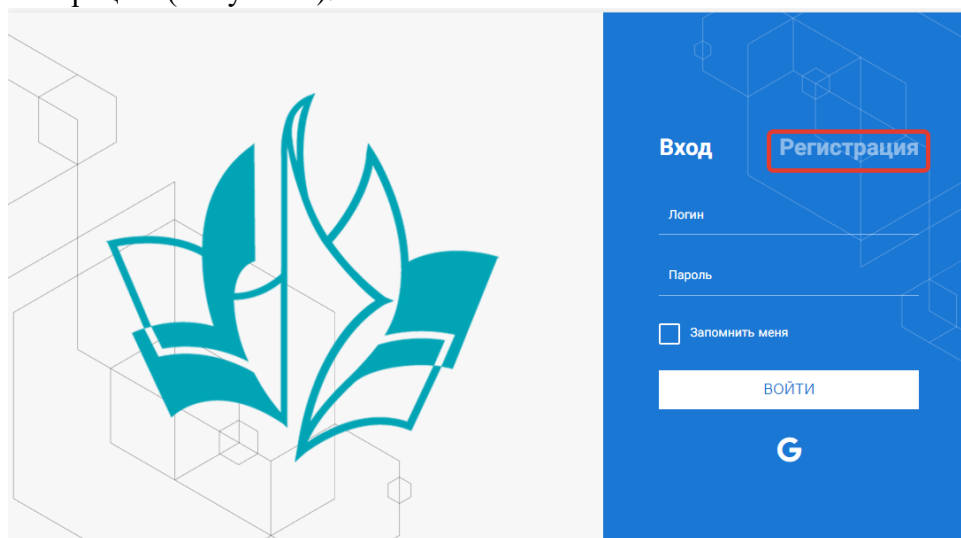 Вход Регистрация
Логин
Пароль
Запомнить меня
ВОЙТИ
G